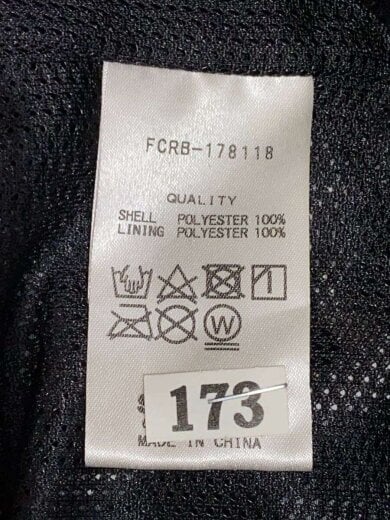 FCRB-178118
QUALITY
SHELL POLYESTER 100%
LINING POLYESTER 100%
W
173
MADE IN CHINA